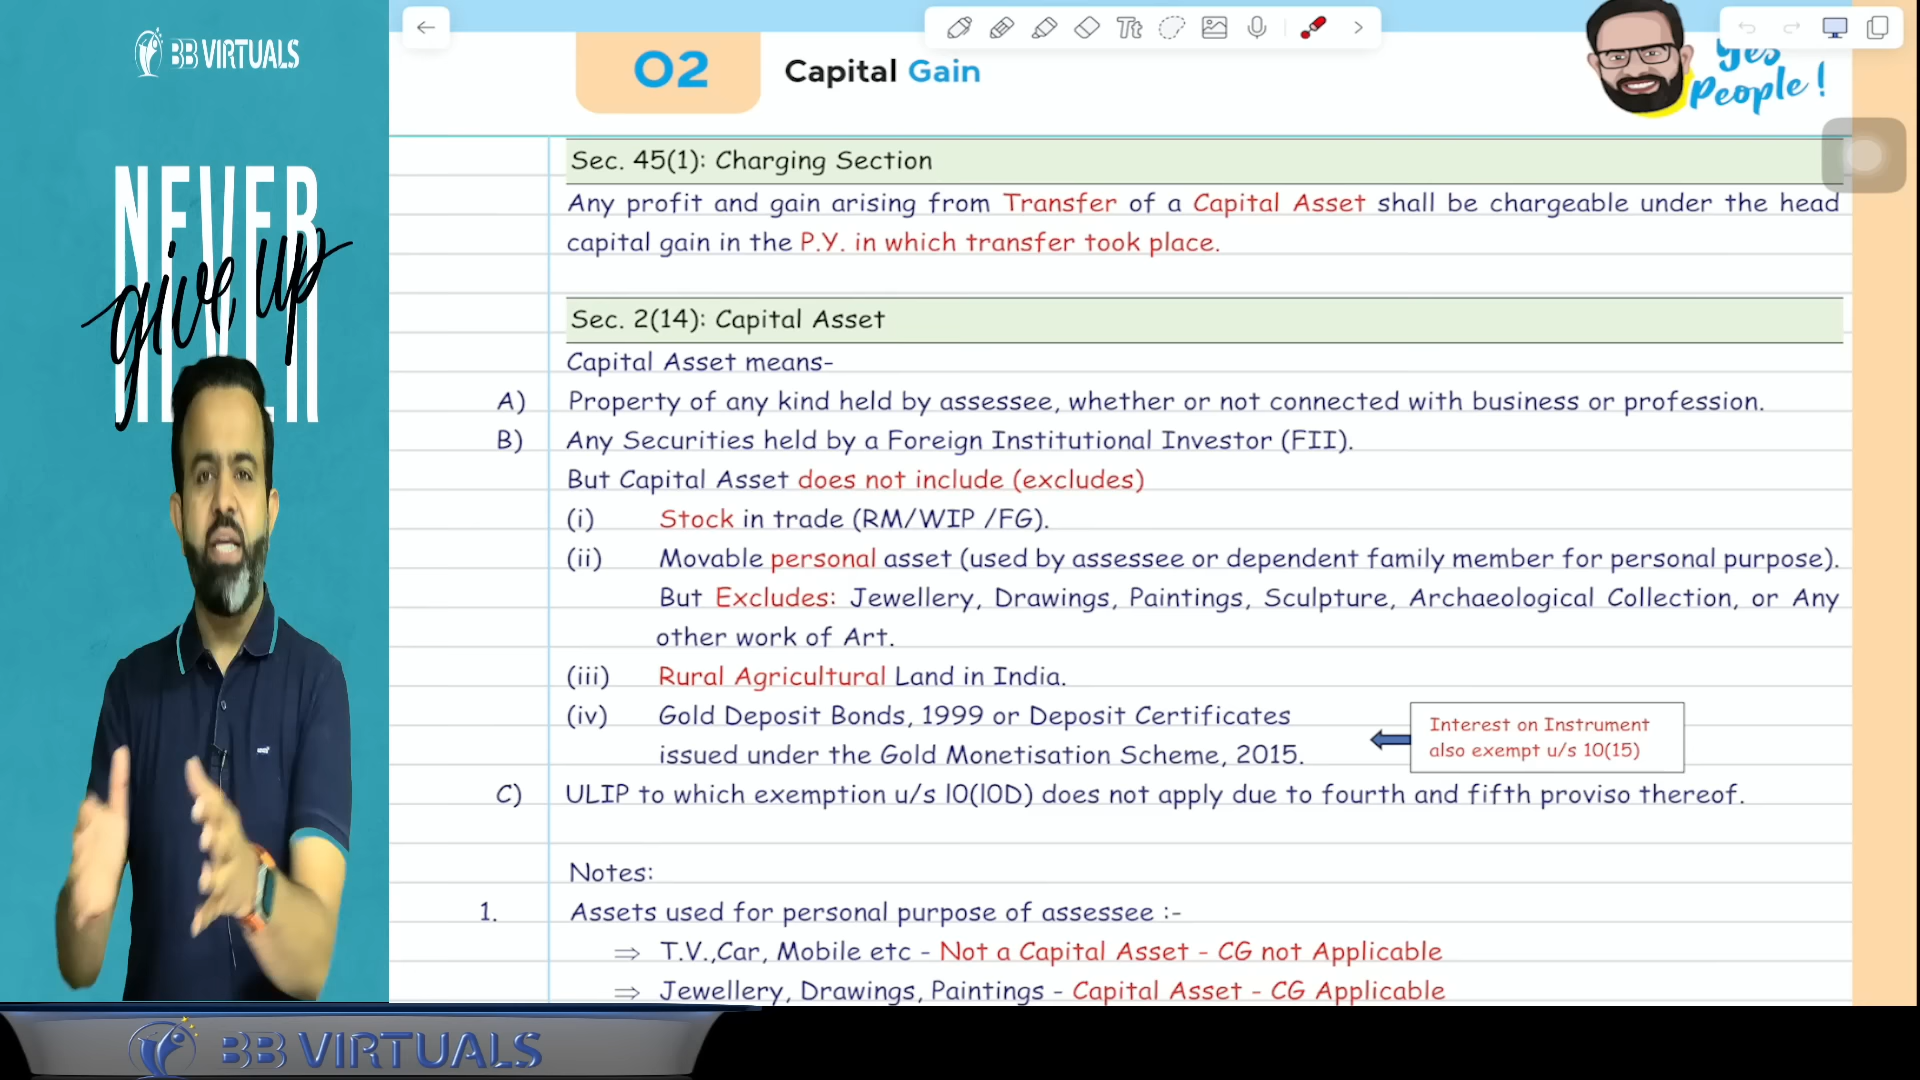 BB VIRTUALS
NEVER
give up
NEVER
Tt
02 Capital Gain
Yes
People !
Sec. 45(1): Charging Section
Any profit and gain arising from Transfer of a Capital Asset shall be chargeable under the head
capital gain in the P.Y. in which transfer took place.
Sec. 2(14): Capital Asset
Capital Asset means-
A) Property of any kind held by assessee, whether or not connected with business or profession.
B) Any Securities held by a Foreign Institutional Investor (FII).
But Capital Asset does not include (excludes)
(i) Stock in trade (RM/WIP /FG).
(ii) Movable personal asset (used by assessee or dependent family member for personal purpose).
But Excludes: Jewellery, Drawings, Paintings, Sculpture, Archaeological Collection, or Any
other work of Art.
(iii) Rural Agricultural Land in India.
(iv) Gold Deposit Bonds, 1999 or Deposit Certificates
issued under the Gold Monetisation Scheme, 2015.
Interest on Instrument
also exempt u/s 10(15)
C) ULIP to which exemption u/s l0(l0D) does not apply due to fourth and fifth proviso thereof.
Notes:
1. Assets used for personal purpose of assessee :-
⇒ T.V.,Car, Mobile etc - Not a Capital Asset - CG not Applicable
⇒ Jewellery, Drawings, Paintings - Capital Asset - CG Applicable
BB VIRTUALS